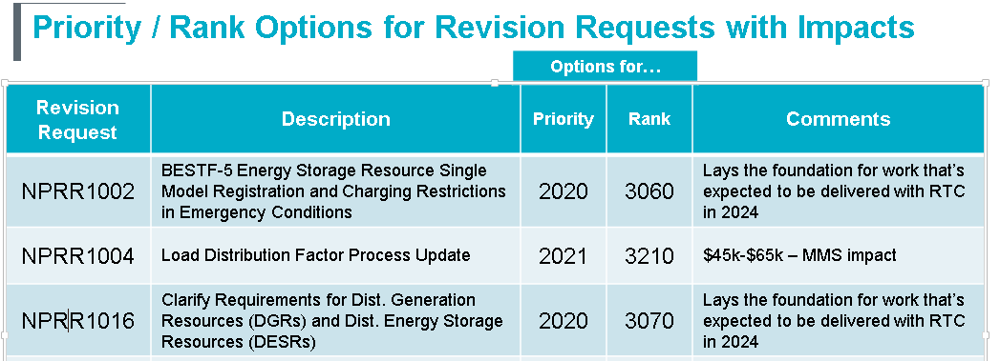 Priority / Rank Options for Revision Requests with Impacts
Options for…
Revision
Request
Description
Priority
Rank
Comments
NPRR1002
BESTF-5 Energy Storage Resource Single
Model Registration and Charging Restrictions
in Emergency Conditions
2020
3060
Lays the foundation for work that's
expected to be delivered with RTC
in 2024
NPRR1004
Load Distribution Factor Process Update
2021
3210
$45k-$65k – MMS impact
NPRR1016
Clarify Requirements for Dist. Generation
Resources (DGRs) and Dist. Energy Storage
Resources (DESRs)
2020
3070
Lays the foundation for work that's
expected to be delivered with RTC
in 2024